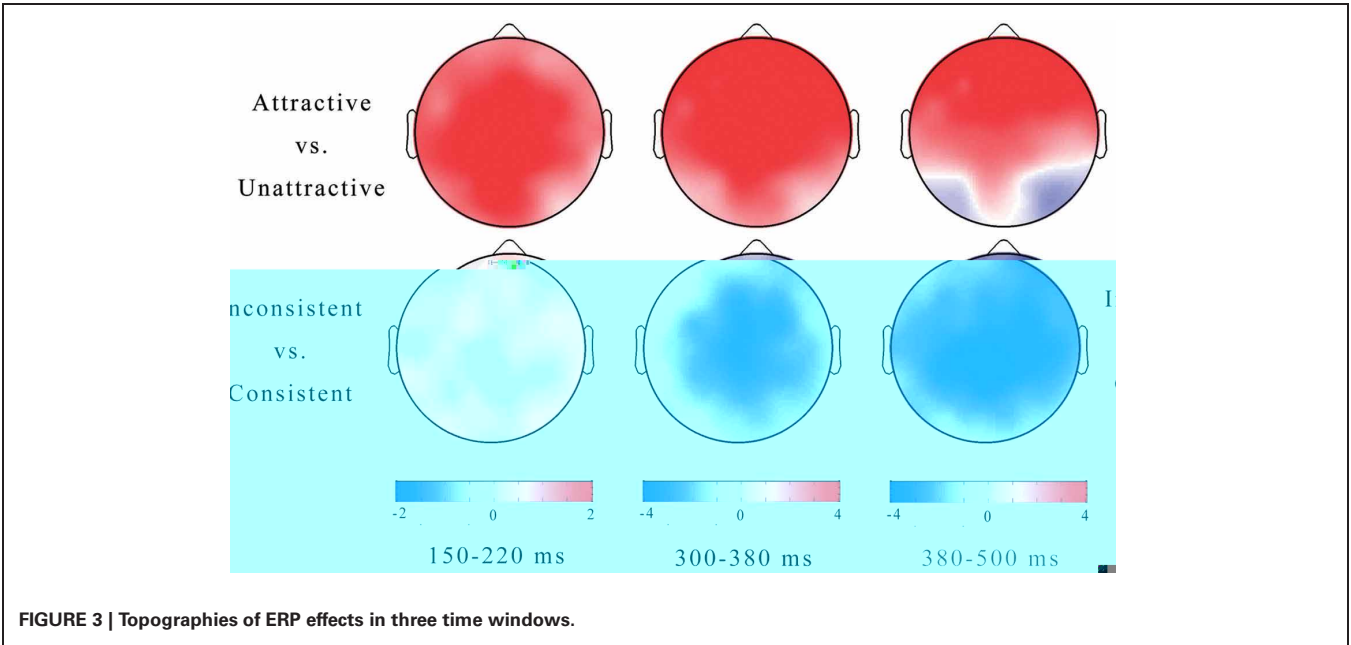 Attractive
vs.
Unattractive
nconsistent
I
vs.
Consistent
-2 0 2
-4 0 4
-4 0 4
150-220 ms
300-380 ms
380-500 ms
FIGURE 3 | Topographies of ERP effects in three time windows.